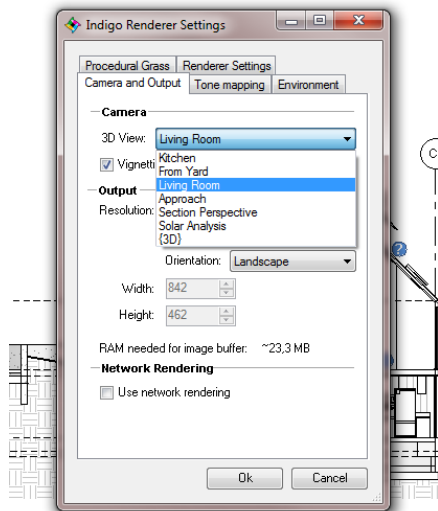 Indigo Renderer Settings
Procedural Grass Renderer Settings
Camera and Output Tone mapping Environment
Camera
3D View: Living Room
Kitchen
Vignetti
From Yard
Living Room
Approach
Output
Resolution:
Section Perspective
Solar Analysis
{3D}
Orientation: Landscape
Width: 842
Height: 462
RAM needed for image buffer: ~23,3 MB
Network Rendering
Use network rendering
Ok Cancel
C
?